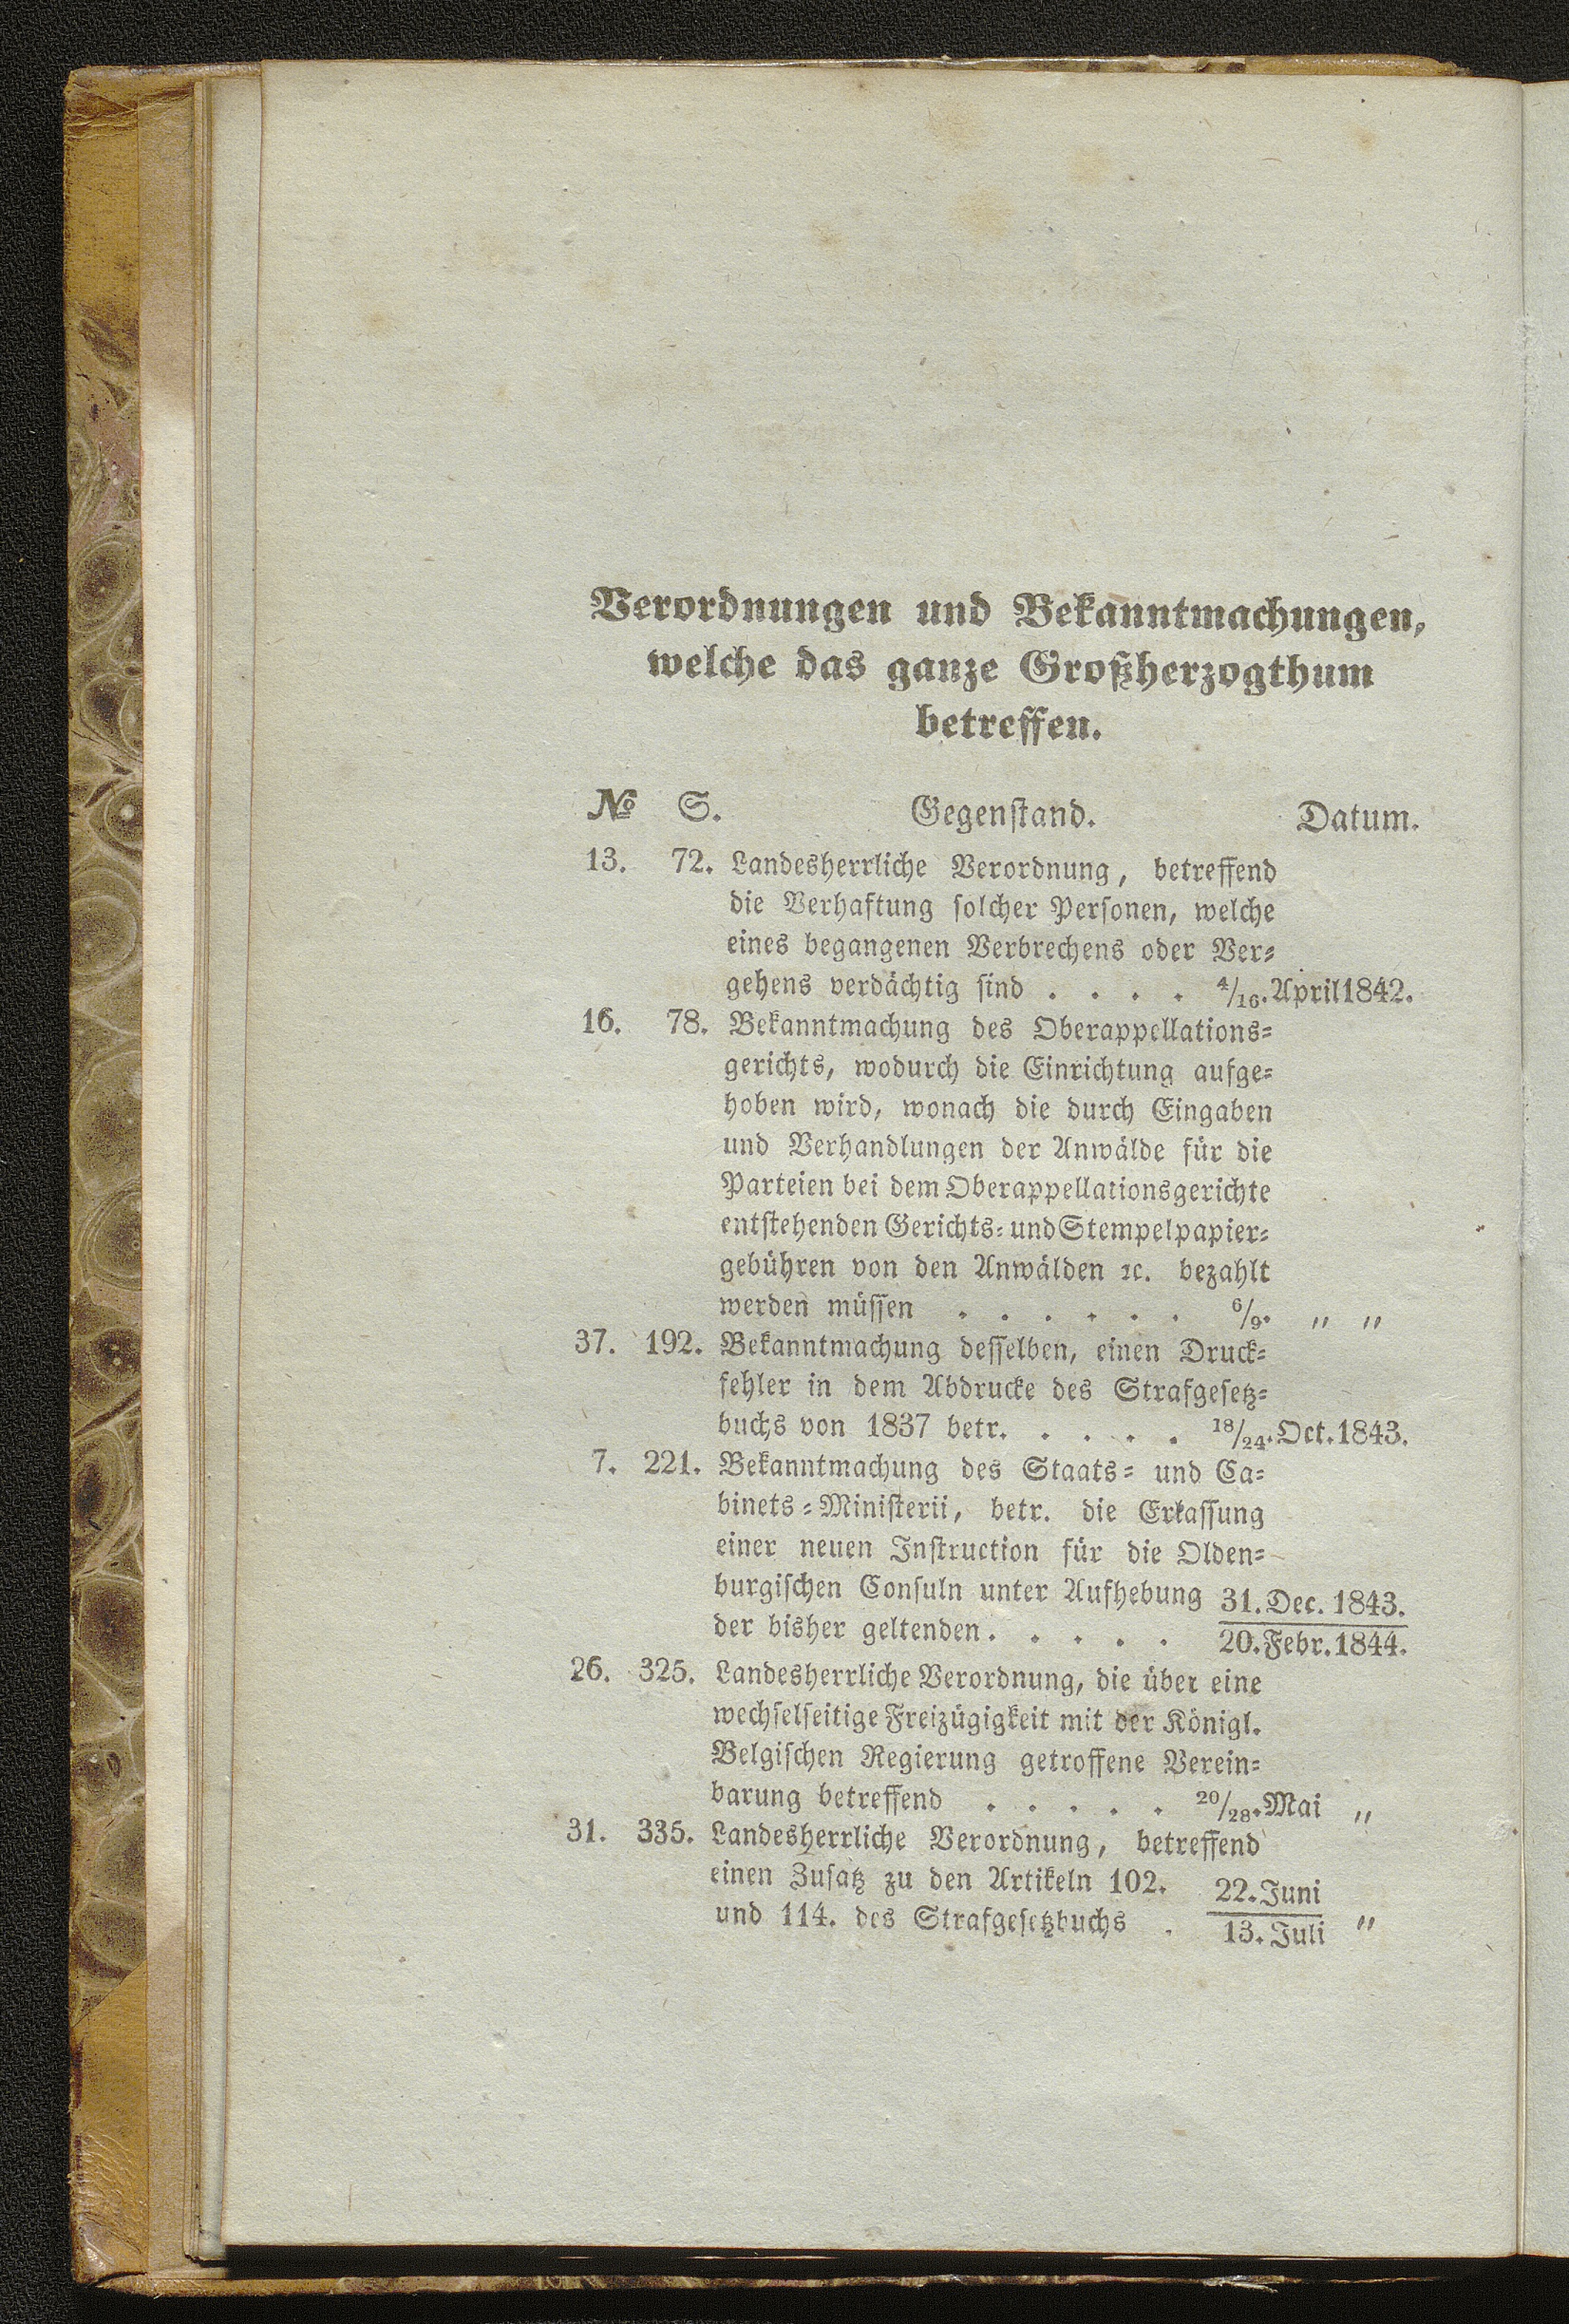 Verordnungen und Bekanntmachungen,
welche das ganze Großherzogthum
betreffen.
№ S. Gegenstand. Datum.
13. 72. Landesherrliche Verordnung, betreffend
die Verhaftung solcher Personen, welche
eines begangenen Verbrechens oder Ver-
gehens verdächtig sind . . . . 4/16. April 1842.
16. 78. Bekanntmachung des Oberappellations-
gerichts, wodurch die Einrichtung aufge-
hoben wird, wonach die durch Eingaben
und Verhandlungen der Anwälde für die
Parteien bei dem Oberappellationsgerichte
entstehenden Gerichts- und Stempelpapier-
gebühren von den Anwälden ꝛc. bezahlt
werden müssen . . . . . . 6/9. „ „
37. 192. Bekanntmachung desselben, einen Druck-
fehler in dem Abdrucke des Strafgesetz-
buchs von 1837 betr. . . . . 18/24. Oct. 1843.
7. 221. Bekanntmachung des Staats- und Ca-
binets-Ministerii, betr. die Erkassung
einer neuen Instruction für die Olden-
burgischen Consuln unter Aufhebung 31. Dec. 1843.
der bisher geltenden . . . . . 20. Febr. 1844.
26. 325. Landesherrliche Verordnung, die über eine
wechselseitige Freizügigkeit mit der Königl.
Belgischen Regierung getroffene Verein-
barung betreffend . . . . . 20/28. Mai „
31. 335. Landesherrliche Verordnung, betreffend
einen Zusatz zu den Artikeln 102. 22. Juni
und 114. des Strafgesetzbuchs . 13. Juli „